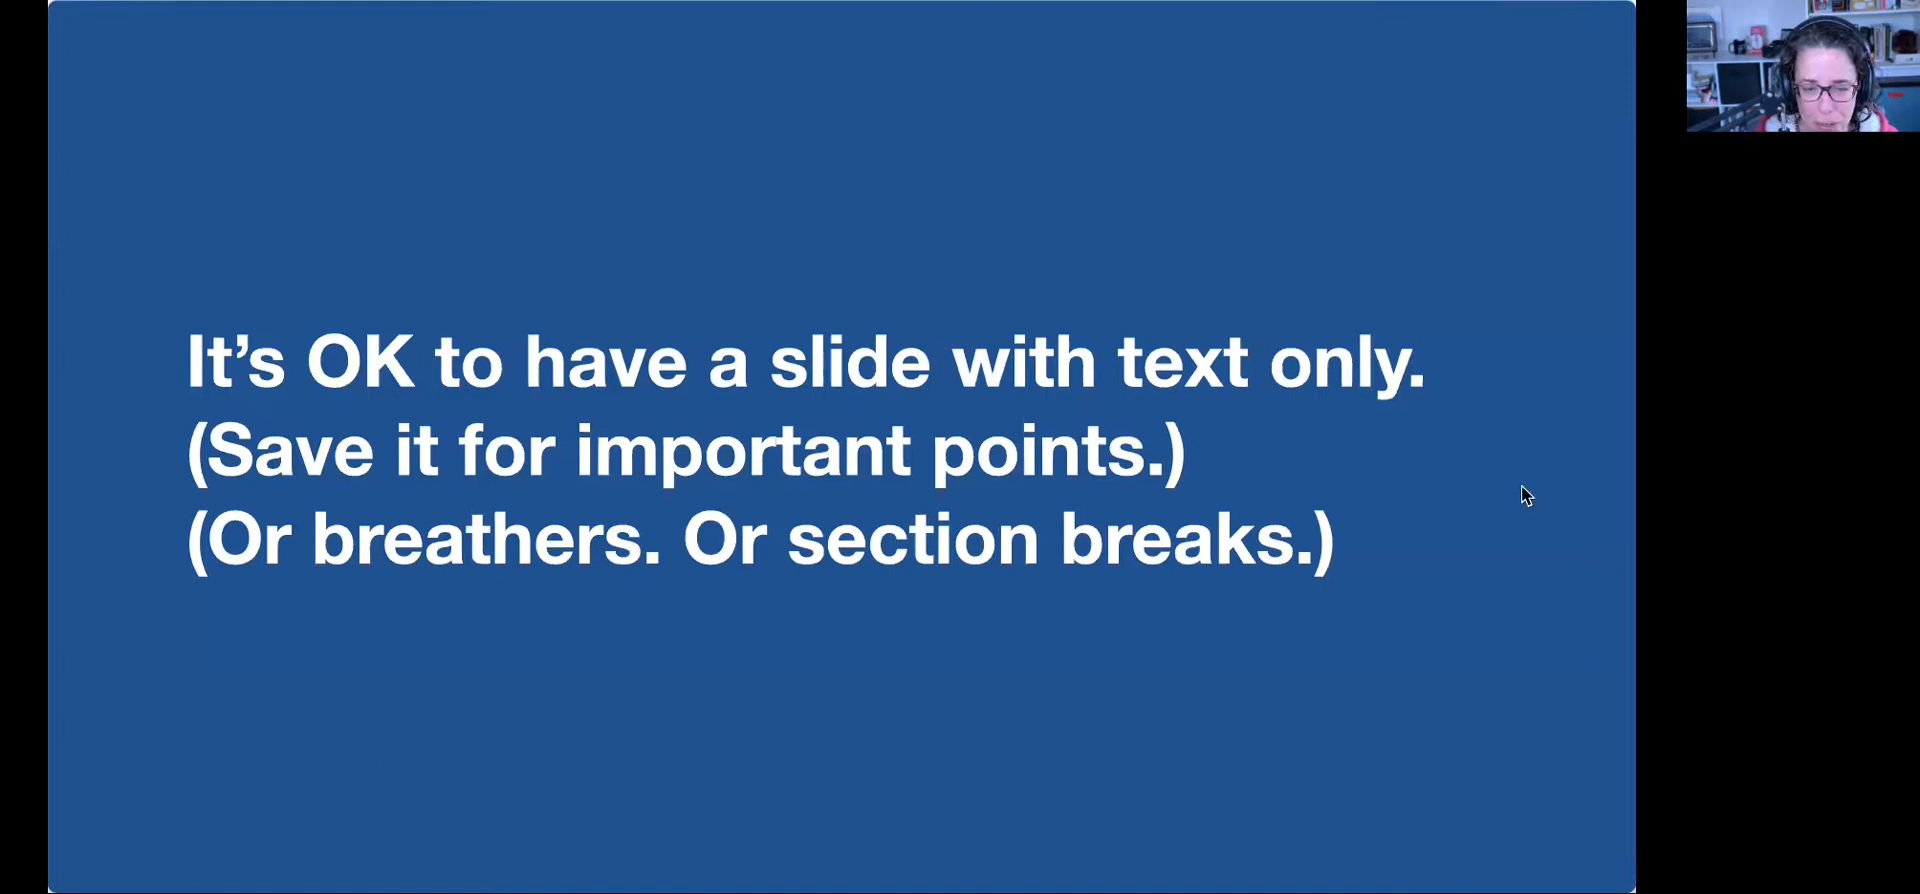 It’s OK to have a slide with text only.
(Save it for important points.)
(Or breathers. Or section breaks.)